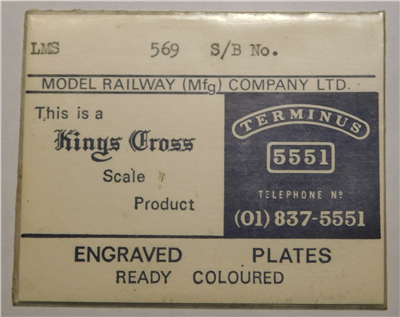 LMS 569 S/B No.
MODEL RAILWAY (Mfg) COMPANY LTD.
This is a
Kings Cross
Scale
Product
TERMINUS
5551
TELEPHONE Nº
(01) 837-5551
ENGRAVED PLATES
READY COLOURED